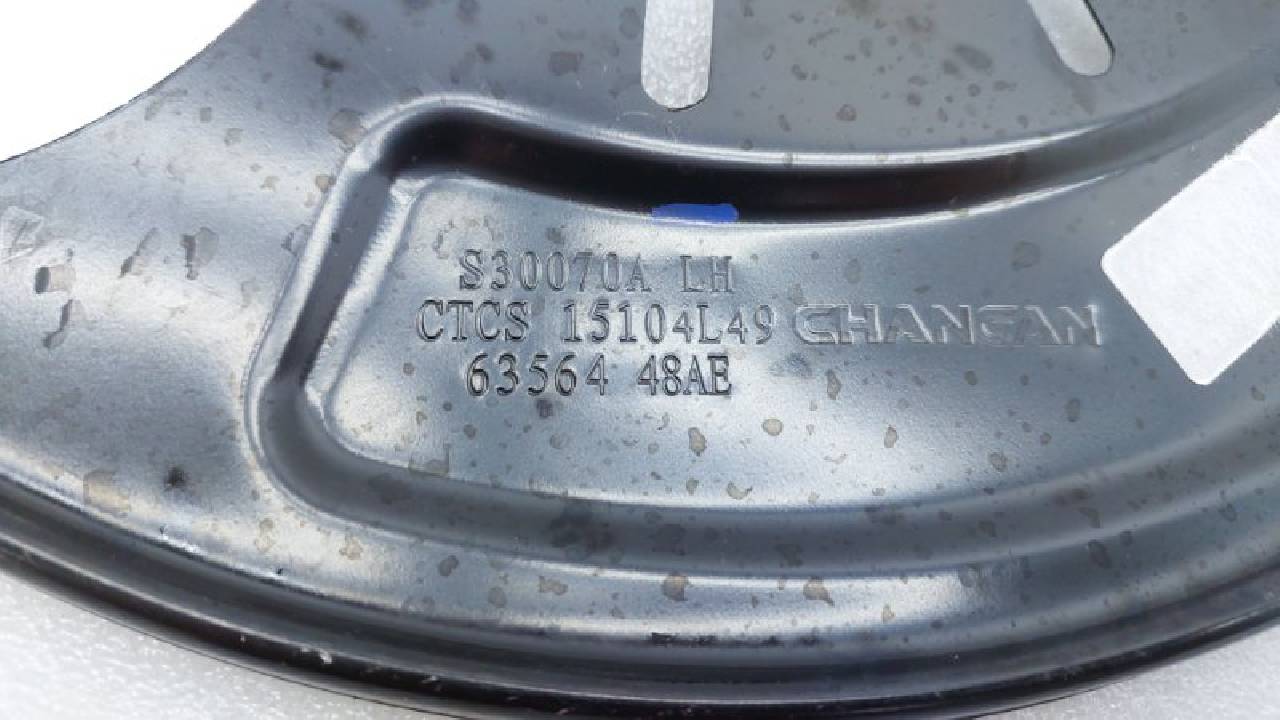 S30070A LH
CTCS 15104L49 CHANGAN
63564 48AE